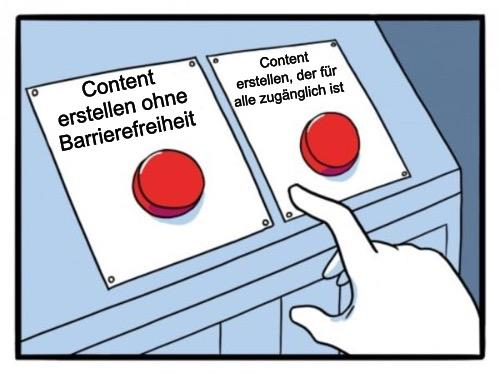 Content
erstellen ohne
Barrierefreiheit
Content
erstellen, der für
alle zugänglich ist